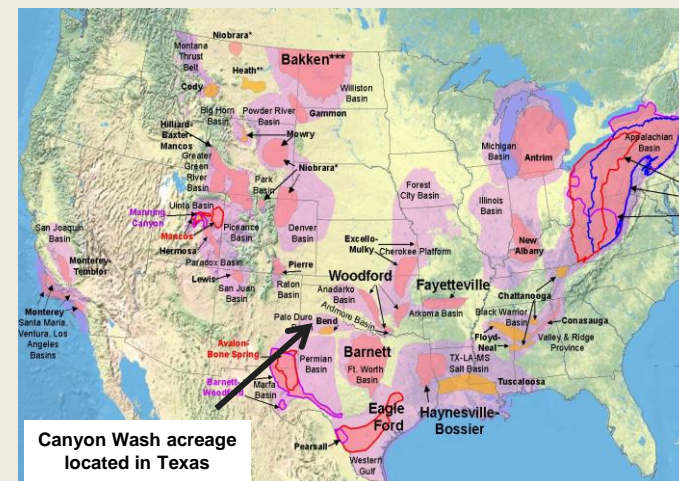 Niobrara*
Montana
Thrust
Belt
Heath**
Bakken***
Cody
Williston
Basin
Big Horn
Basin
Powder River
Basin
Gammon
Hilliard-
Baxter-
Mancos
Mowry
Greater
Green
River
Basin
Niobrara*
Park
Basin
Michigan
Basin
Antrim
Appalachian
Basin
Uinta Basin
Manning
Canyon
Mancos
Piceance
Basin
Denver
Basin
Forest
City Basin
Illinois
Basin
San Joaquin
Basin
Monterey-
Temblor
Hermosa
Paradox Basin
Lewis
San Juan
Basin
Pierre
Raton
Basin
Excello-
Mulky
Cherokee Platform
New
Albany
Woodford
Anadarko
Basin
Fayetteville
Arkoma Basin
Chattanooga
Monterey
Santa Maria,
Ventura, Los
Angeles
Basins
Palo Duro
Bend
Ardmore Basin
Black Warrior
Basin
Conasauga
Floyd-
Neal
Valley & Ridge
Province
Avalon-
Bone Spring
Permian
Basin
Barnett
Ft. Worth
Basin
TX-LA-MS
Salt Basin
Tuscaloosa
Barnett-
Woodford
Marfa
Basin
Eagle
Ford
Haynesville-
Bossier
Pearsall
Western
Gulf
Canyon Wash acreage
located in Texas